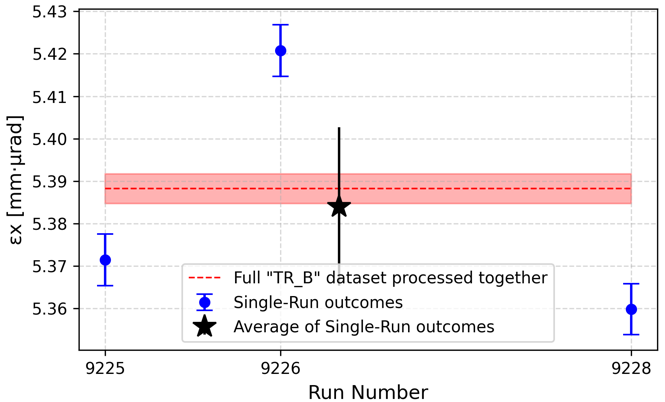 5.43
5.42
5.41
5.40
5.39
5.38
5.37
5.36
εx [mm·μrad]
Full "TR_B" dataset processed together
Single-Run outcomes
Average of Single-Run outcomes
9225
9226
9228
Run Number